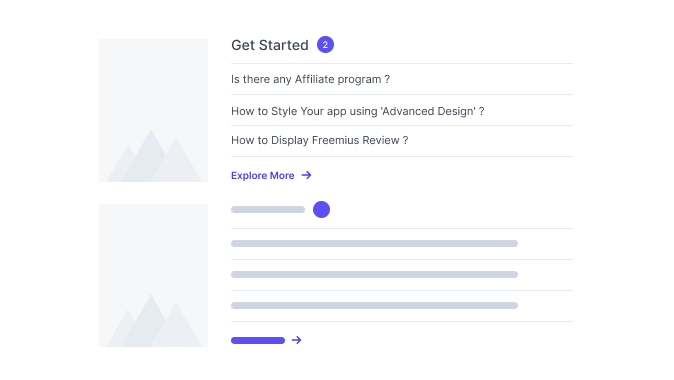 Get Started 2
Is there any Affiliate program ?
How to Style Your app using 'Advanced Design' ?
How to Display Freemius Review ?
Explore More →